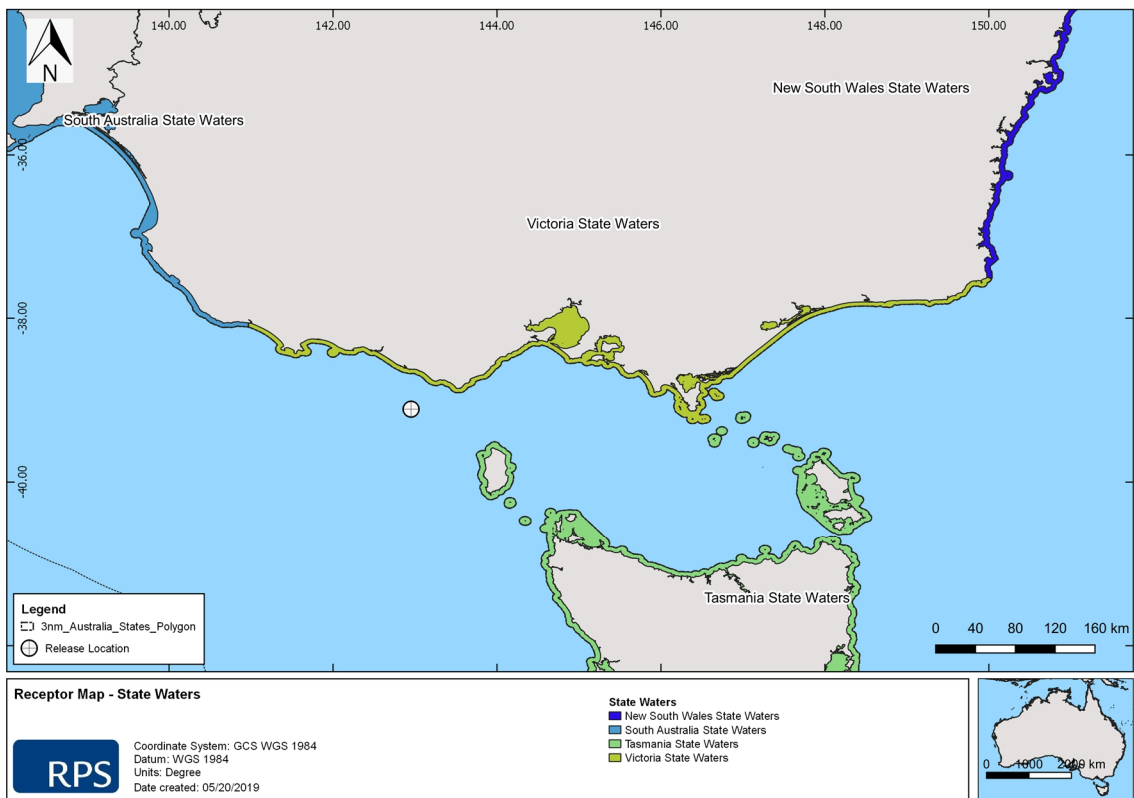 140.00 142.00 144.00 146.00 148.00 150.00
N
New South Wales State Waters
South Australia State Waters
-36.00
Victoria State Waters
-38.00
-40.00
Tasmania State Waters
Legend
3nm_Australia_States_Polygon
Release Location
0 40 80 120 160 km
Receptor Map - State Waters
State Waters
New South Wales State Waters
South Australia State Waters
Tasmania State Waters
Victoria State Waters
RPS
Coordinate System: GCS WGS 1984
Datum: WGS 1984
Units: Degree
Date created: 05/20/2019
0 1000 2000 km